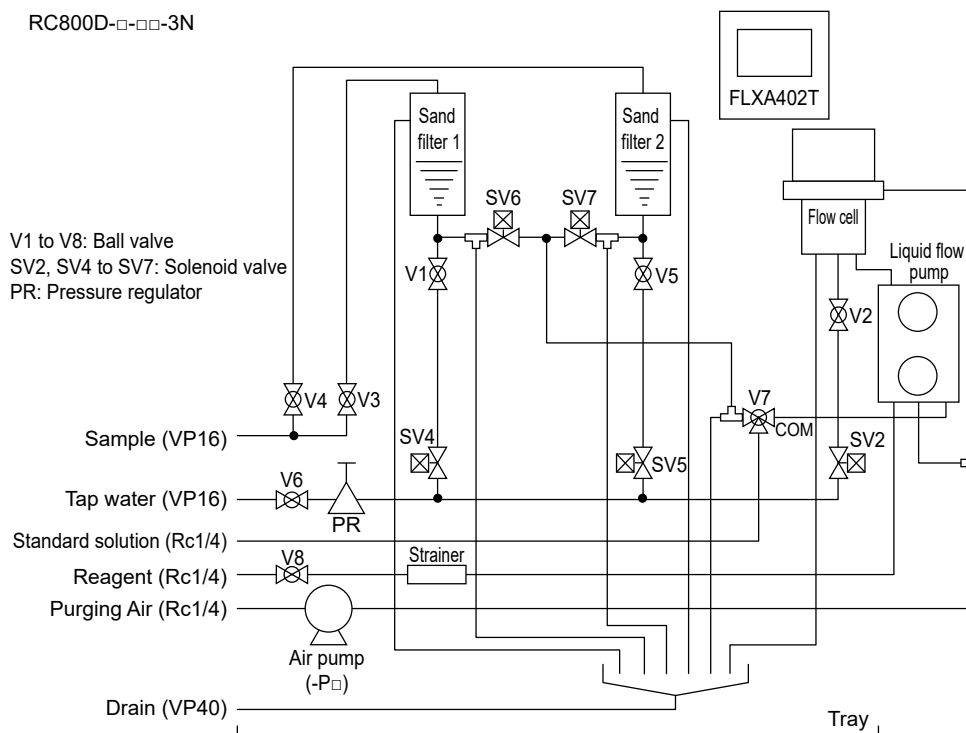 RC800D-□-□□-3N
FLXA402T
Sand
filter 1
Sand
filter 2
SV6
SV7
Flow cell
V1 to V8: Ball valve
SV2, SV4 to SV7: Solenoid valve
PR: Pressure regulator
V1
V5
Liquid flow
pump
V2
V4
V3
V7
COM
Sample (VP16)
SV4
SV5
SV2
V6
Tap water (VP16)
PR
Standard solution (Rc1/4)
V8
Strainer
Reagent (Rc1/4)
Purging Air (Rc1/4)
Air pump
(-P□)
Drain (VP40)
Tray